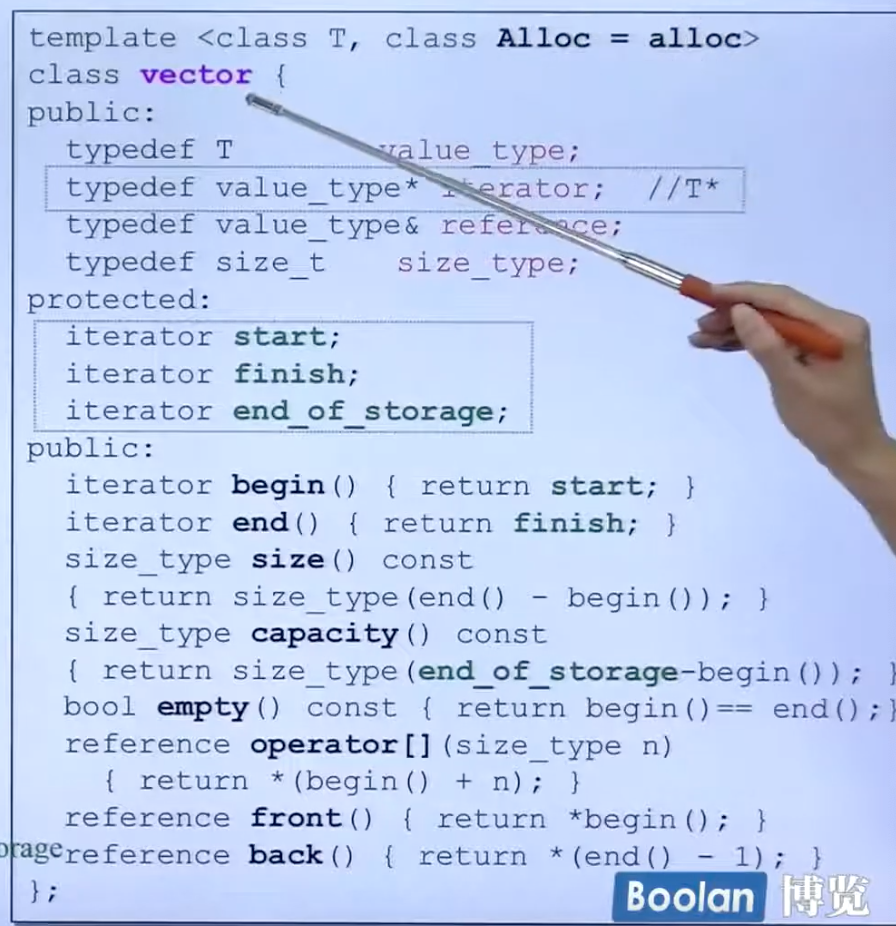 template <class T, class Alloc = alloc>
class vector {
public:
typedef T value_type;
typedef value_type* iterator; //T*
typedef value_type& reference;
typedef size_t size_type;
protected:
iterator start;
iterator finish;
iterator end_of_storage;
public:
iterator begin() { return start; }
iterator end() { return finish; }
size_type size() const
{ return size_type(end() - begin()); }
size_type capacity() const
{ return size_type(end_of_storage-begin()); }
bool empty() const { return begin()== end();}
reference operator[](size_type n)
{ return *(begin() + n); }
reference front() { return *begin(); }
orage reference back() { return *(end() - 1); }
};
Boolan 博览